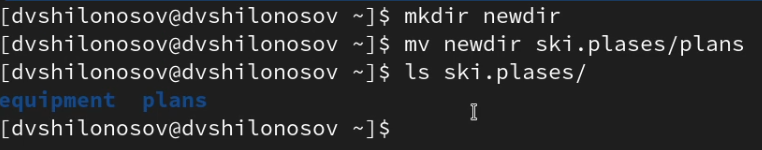 [dvshilonosov@dvshilonosov ~]$ mkdir newdir
[dvshilonosov@dvshilonosov ~]$ mv newdir ski.plases/plans
[dvshilonosov@dvshilonosov ~]$ ls ski.plases/
equipment  plans
[dvshilonosov@dvshilonosov ~]$